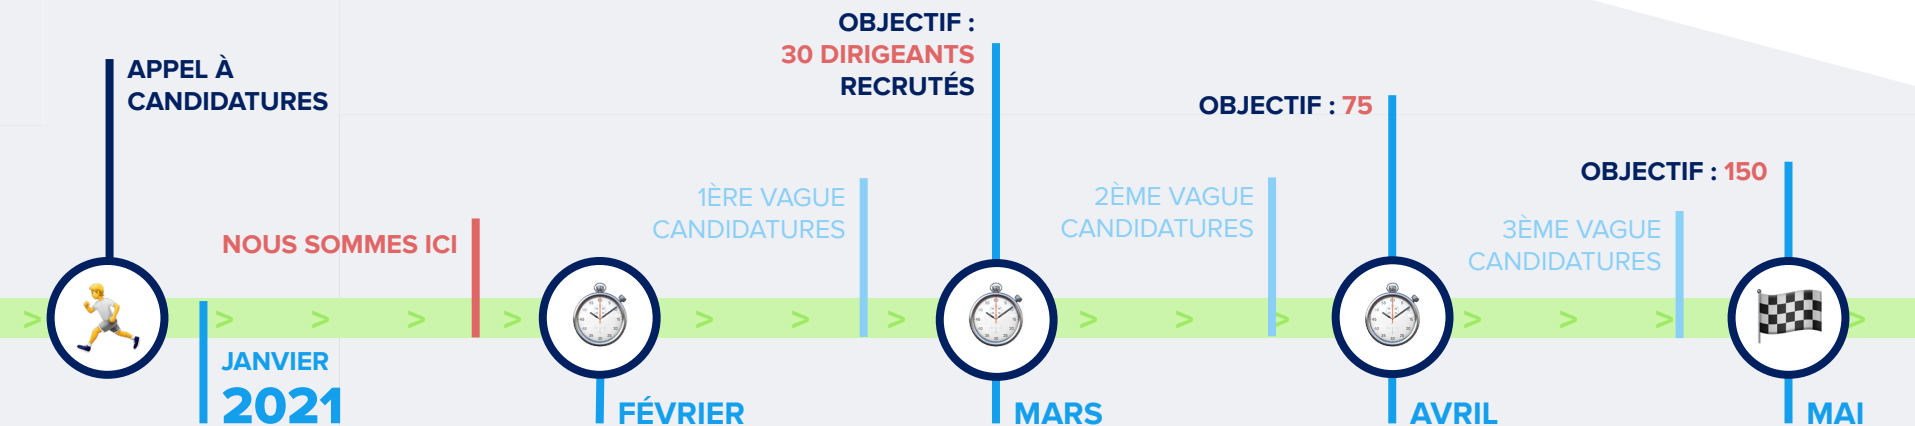 APPEL À
CANDIDATURES
NOUS SOMMES ICI
JANVIER
2021
FÉVRIER
1ÈRE VAGUE
CANDIDATURES
OBJECTIF :
30 DIRIGEANTS
RECRUTÉS
MARS
2ÈME VAGUE
CANDIDATURES
OBJECTIF : 75
AVRIL
3ÈME VAGUE
CANDIDATURES
OBJECTIF : 150
MAI